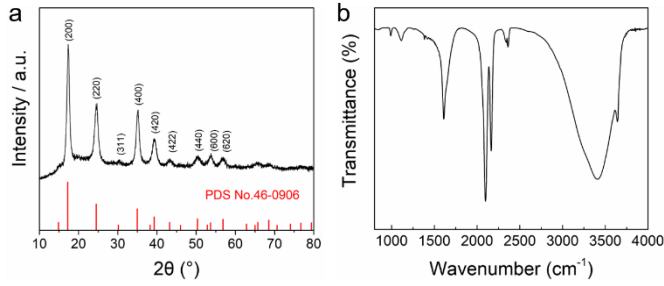 a
Intensity / a.u.
(200)
(220)
(311)
(400)
(420)
(422)
(440)
(600)
(620)
PDS No.46-0906
10 20 30 40 50 60 70 80
2θ (°)
b
Transmittance (%)
1000 1500 2000 2500 3000 3500 4000
Wavenumber (cm⁻¹)